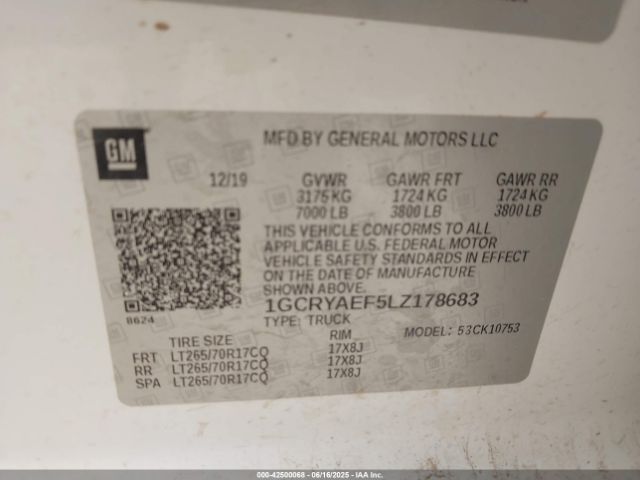 GM
MFD BY GENERAL MOTORS LLC
12/19 GVWR GAWR FRT GAWR RR
3175 KG 1724 KG 1724 KG
7000 LB 3800 LB 3800 LB
THIS VEHICLE CONFORMS TO ALL
APPLICABLE U.S. FEDERAL MOTOR
VEHICLE SAFETY STANDARDS IN EFFECT
ON THE DATE OF MANUFACTURE
SHOWN ABOVE.
1GCRYAEF5LZ178683
8624
TYPE: TRUCK
MODEL: 53CK10753
TIRE SIZE RIM
FRT LT265/70R17CQ 17X8J
RR LT265/70R17CQ 17X8J
SPA LT265/70R17CQ 17X8J
000-42500068 - 06/16/2025 - IAA Inc.